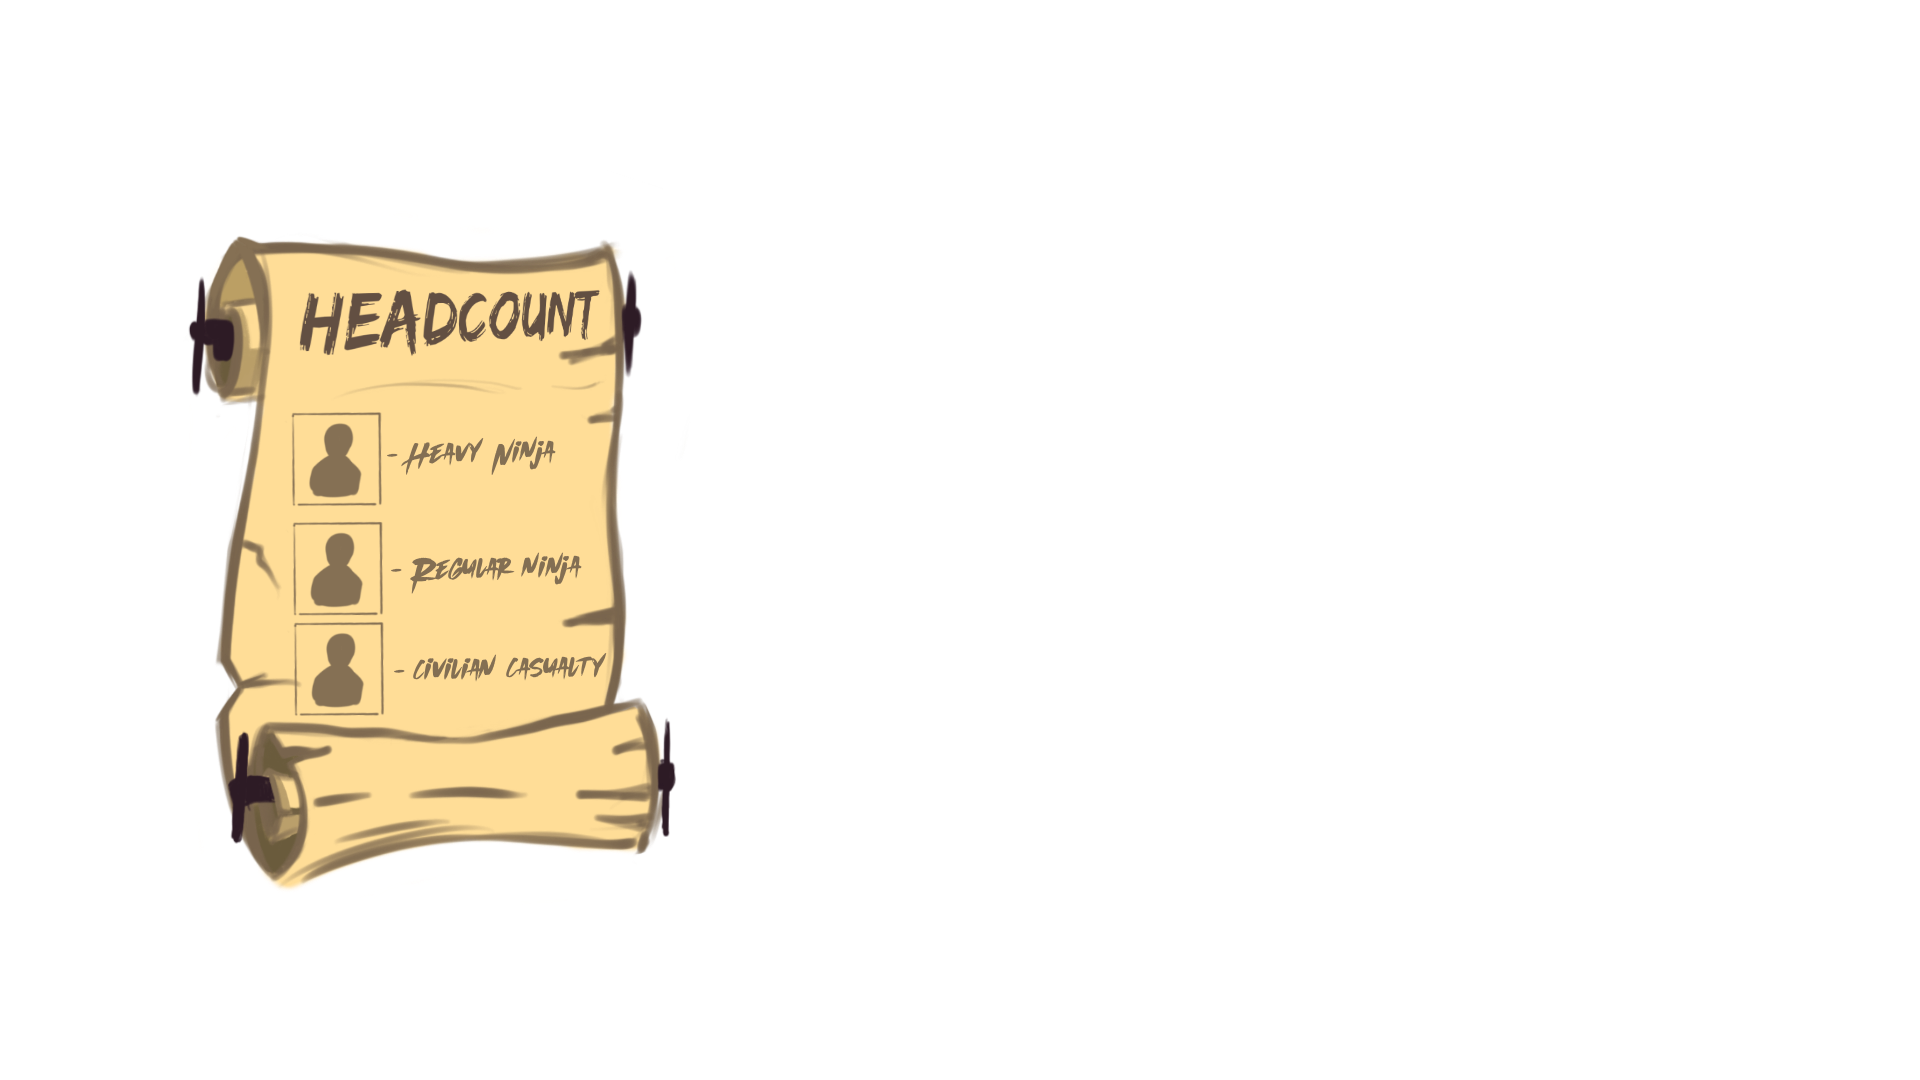 HEADCOUNT
- HEAVY NINJA
- REGULAR NINJA
- CIVILIAN CASUALTY